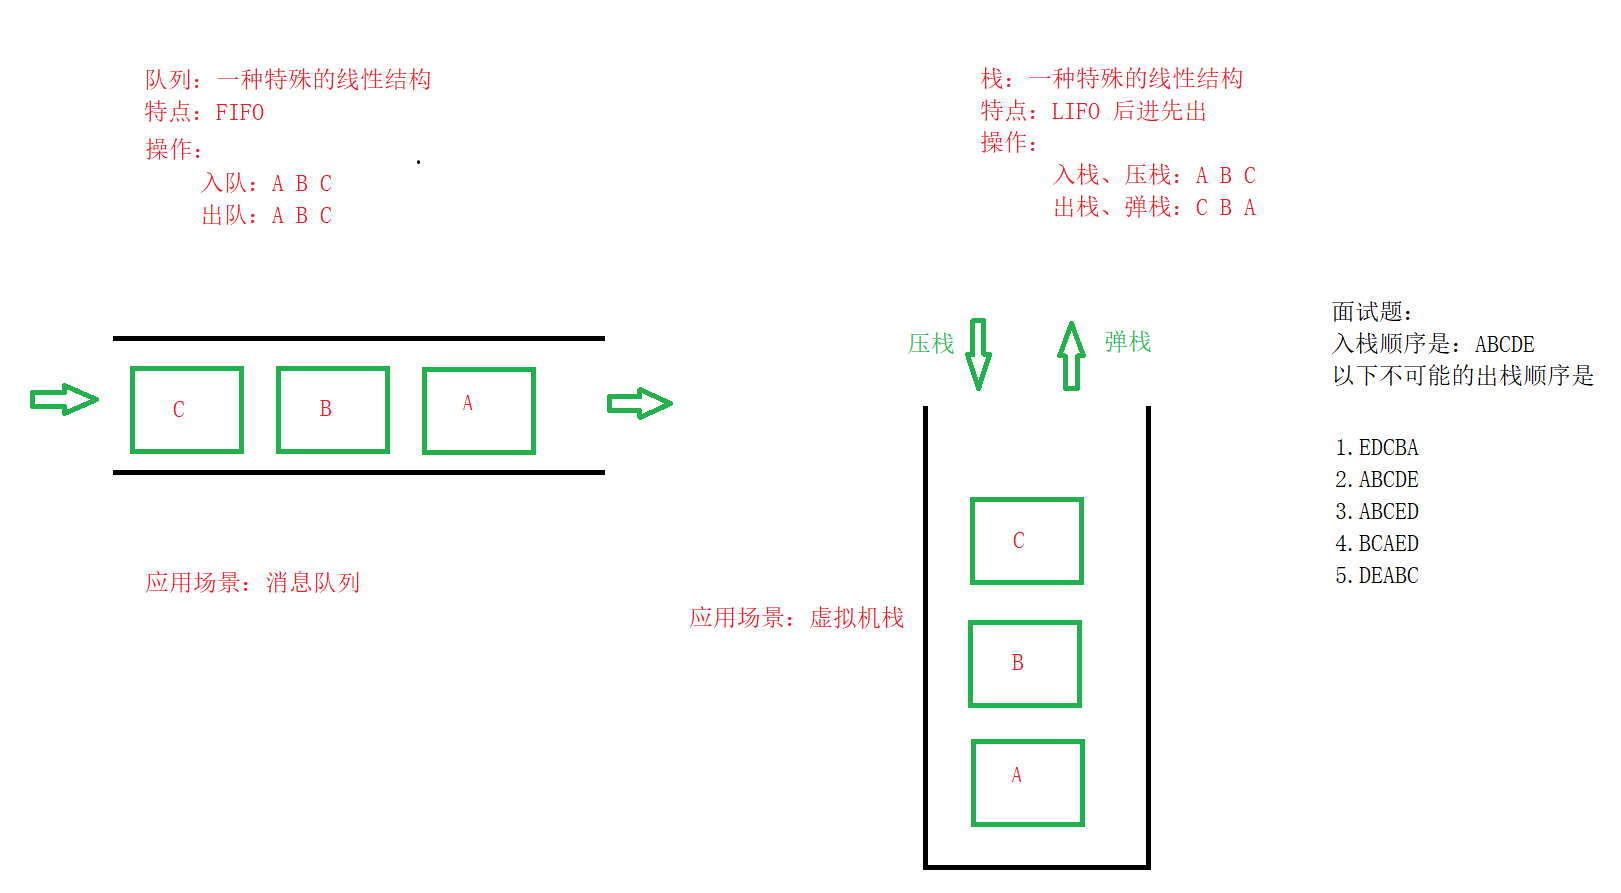 队列：一种特殊的线性结构
特点：FIFO
操作：
入队：A B C
出队：A B C
C
B
A
应用场景：消息队列
栈：一种特殊的线性结构
特点：LIFO 后进先出
操作：
入栈、压栈：A B C
出栈、弹栈：C B A
压栈
弹栈
C
B
A
应用场景：虚拟机栈
面试题：
入栈顺序是：ABCDE
以下不可能的出栈顺序是
1.EDCBA
2.ABCDE
3.ABCED
4.BCAED
5.DEABC